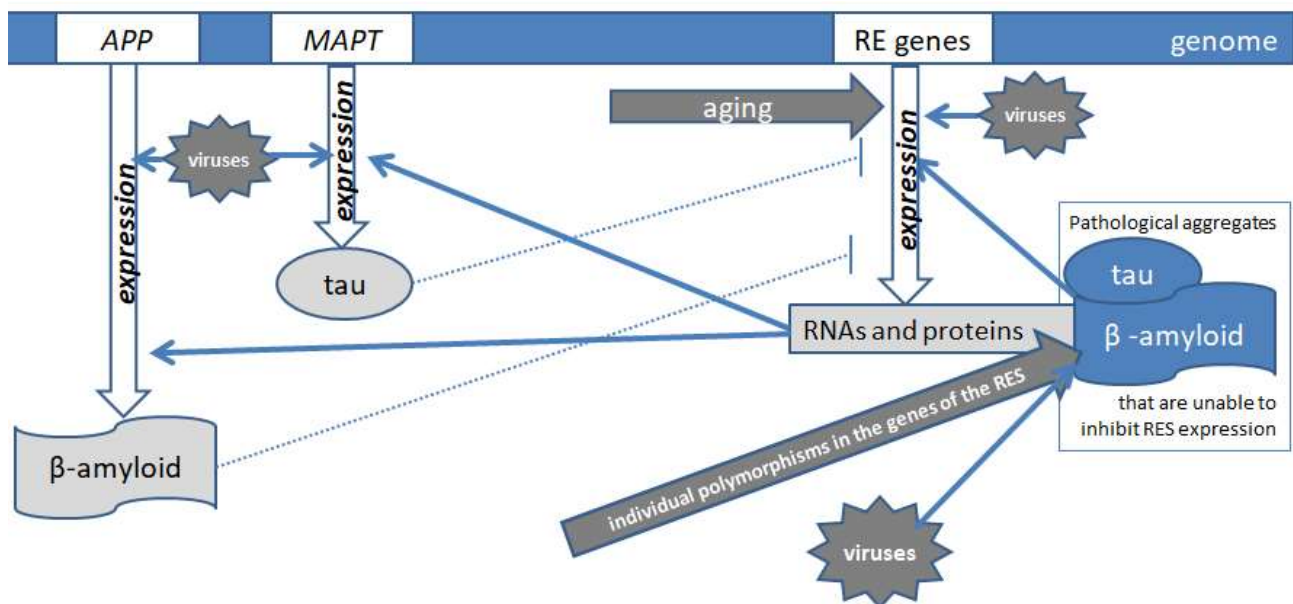 APP
MAPT
RE genes
genome
expression
expression
expression
viruses
aging
viruses
tau
Pathological aggregates
tau
β -amyloid
RNAs and proteins
that are unable to
inhibit RES expression
individual polymorphisms in the genes of the RES
β-amyloid
viruses